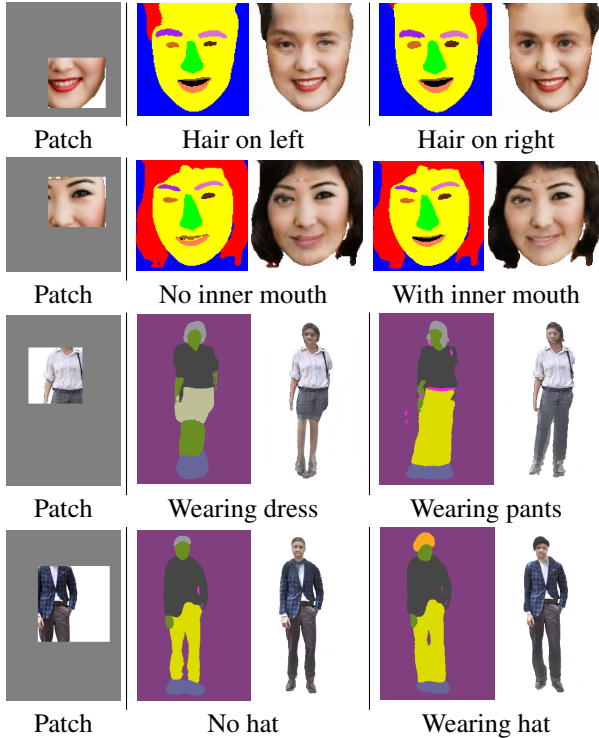 Patch Hair on left Hair on right
Patch No inner mouth With inner mouth
Patch Wearing dress Wearing pants
Patch No hat Wearing hat